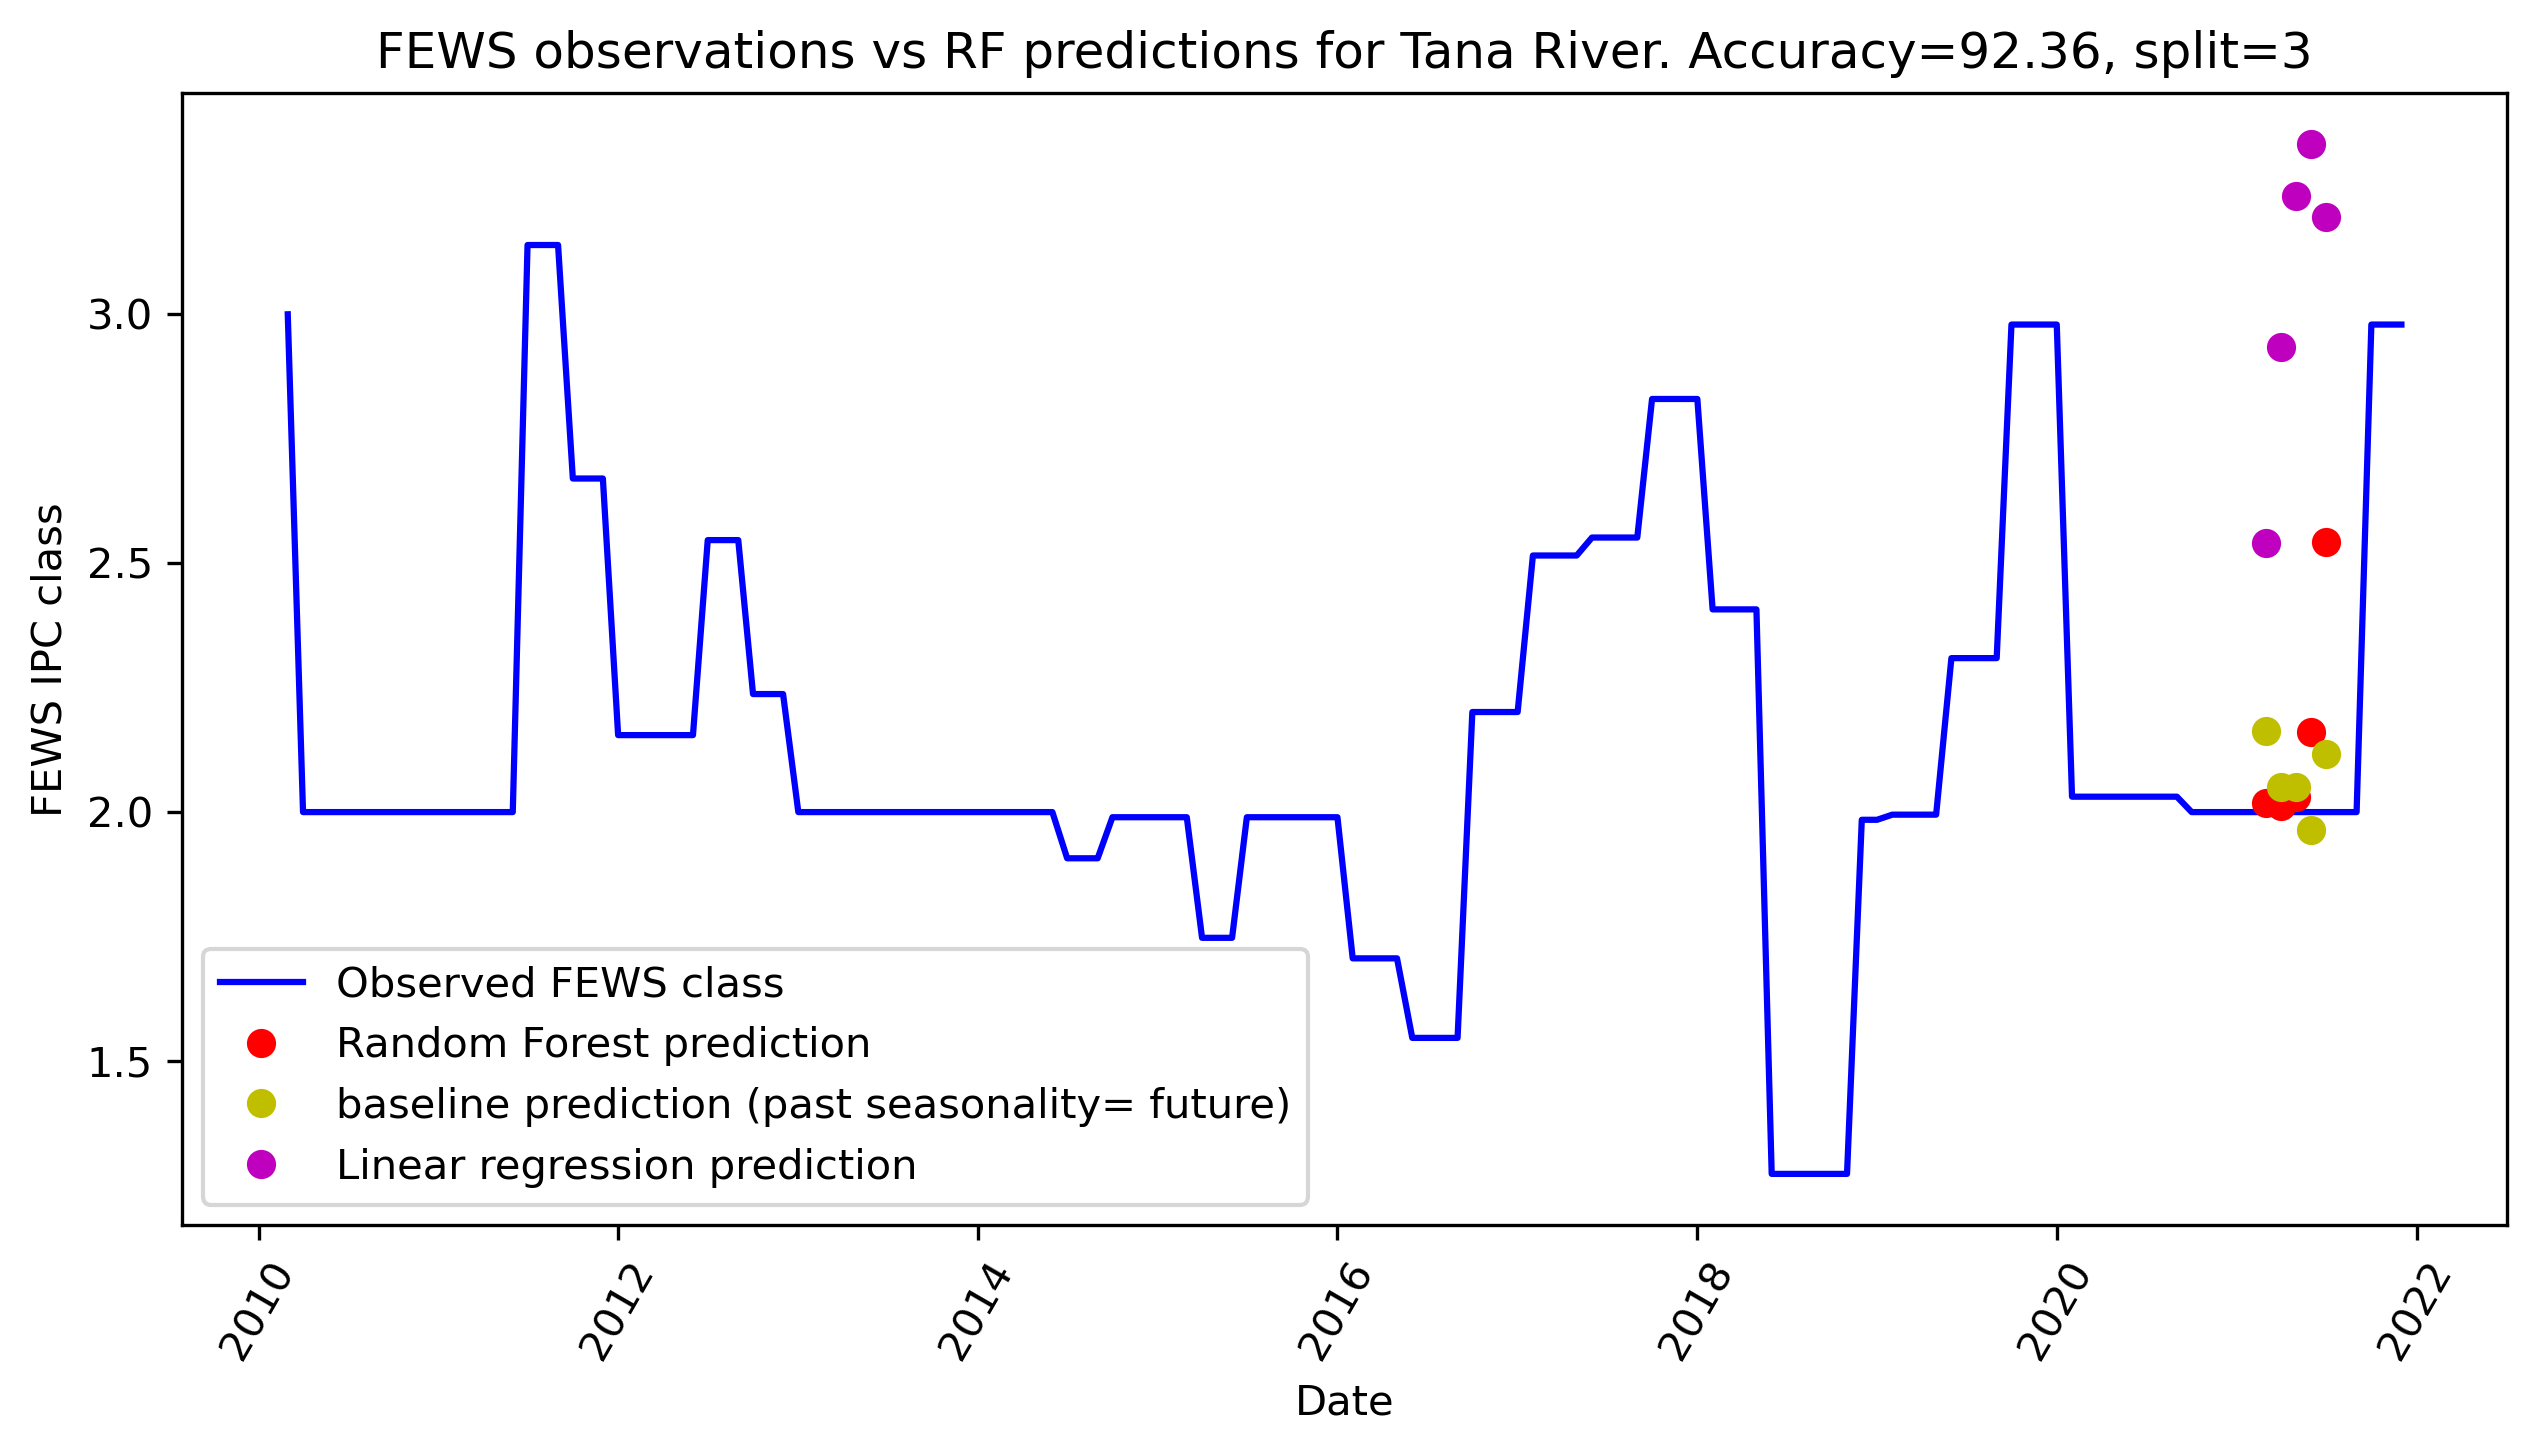 FEWS observations vs RF predictions for Tana River. Accuracy=92.36, split=3
FEWS IPC class
3.0
2.5
2.0
1.5
Observed FEWS class
Random Forest prediction
baseline prediction (past seasonality= future)
Linear regression prediction
2010
2012
2014
2016
2018
2020
2022
Date